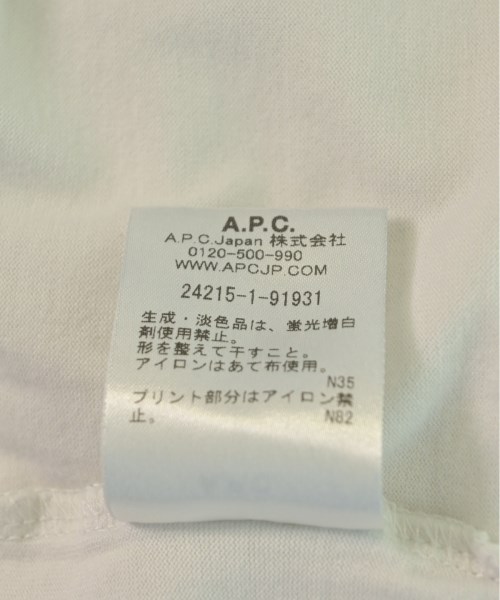 A.P.C.
A.P.C.Japan 株式会社
0120-500-990
WWW.APCJP.COM
24215-1-91931
生成・淡色品は、蛍光増白
剤使用禁止。
形を整えて干すこと。
アイロンはあて布使用。
N35
プリント部分はアイロン禁
止。 N82